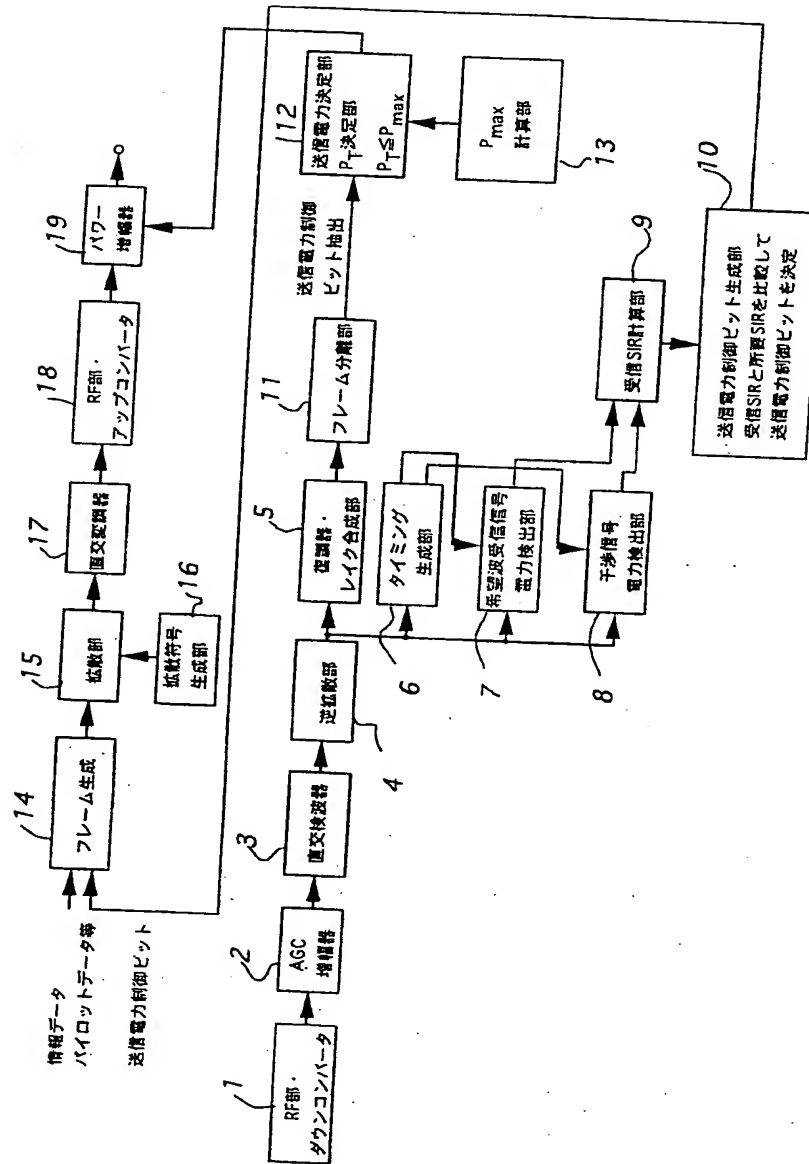 情報データ
パイロットデータ等
送信電力制御ビット
14
フレーム生成
15
拡散部
16
拡散符号
生成部
17
直交変調器
18
RF部・
アップコンバータ
19
パワー
増幅器
1
RF部・
ダウンコンバータ
2
AGC
増幅器
3
直交検波器
4
逆拡散部
5
復調器・
レイク合成部
6
タイミング
生成部
7
希望波受信信号
電力検出部
8
干渉信号
電力検出部
11
フレーム分離部
送信電力制御
ビット抽出
12
送信電力決定部
PT決定部
PT≦Pmax
13
Pmax
計算部
9
受信SIR計算部
10
送信電力制御ビット生成部
受信SIRと所要SIRを比較して
送信電力制御ビットを決定